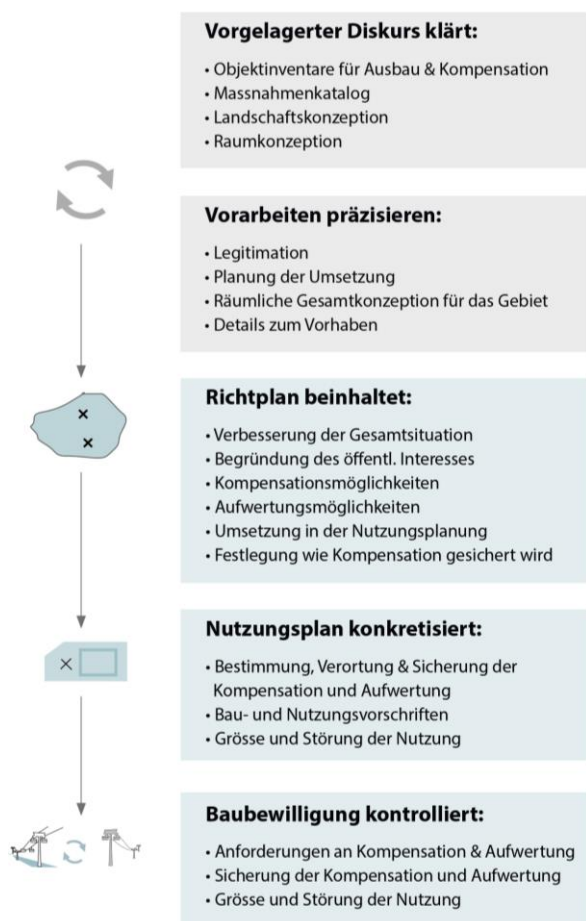 Vorgelagerter Diskurs klärt:
• Objektinventare für Ausbau & Kompensation
• Massnahmenkatalog
• Landschaftskonzeption
• Raumkonzeption
Vorarbeiten präzisieren:
• Legitimation
• Planung der Umsetzung
• Räumliche Gesamtkonzeption für das Gebiet
• Details zum Vorhaben
Richtplan beinhaltet:
• Verbesserung der Gesamtsituation
• Begründung des öffentl. Interesses
• Kompensationsmöglichkeiten
• Aufwertungsmöglichkeiten
• Umsetzung in der Nutzungsplanung
• Festlegung wie Kompensation gesichert wird
Nutzungsplan konkretisiert:
• Bestimmung, Verortung & Sicherung der
Kompensation und Aufwertung
• Bau- und Nutzungsvorschriften
• Grösse und Störung der Nutzung
Baubewilligung kontrolliert:
• Anforderungen an Kompensation & Aufwertung
• Sicherung der Kompensation und Aufwertung
• Grösse und Störung der Nutzung